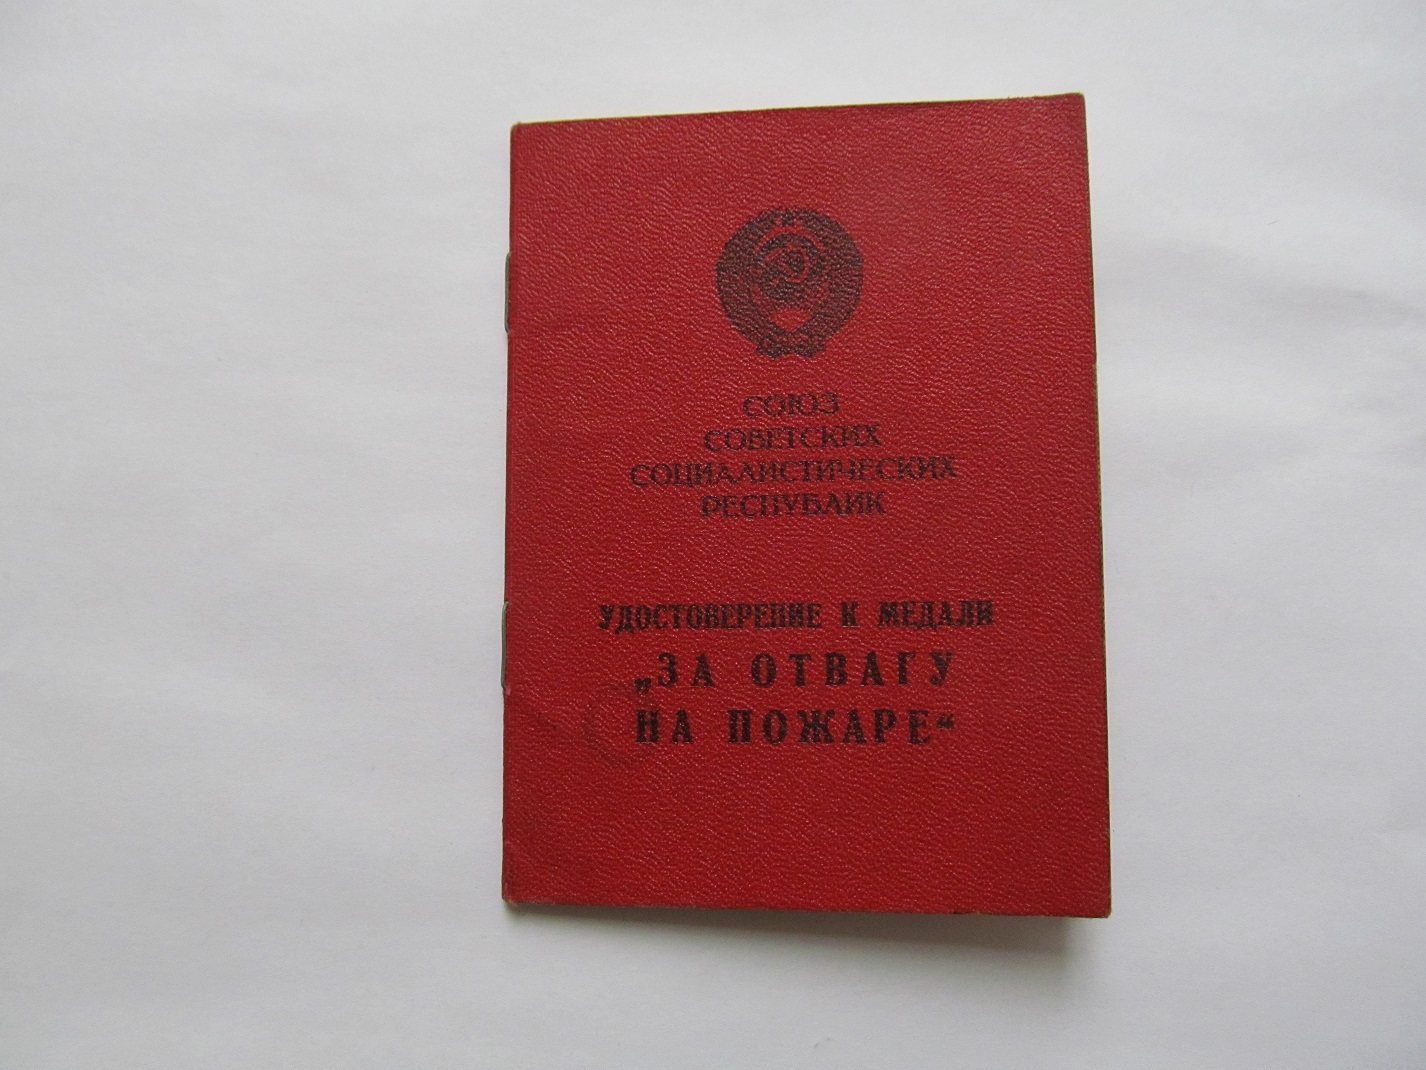 СОЮЗ
СОВЕТСКИХ
СОЦИАЛИСТИЧЕСКИХ
РЕСПУБЛИК
УДОСТОВЕРЕНИЕ К МЕДАЛИ
„ЗА ОТВАГУ
НА ПОЖАРЕ“